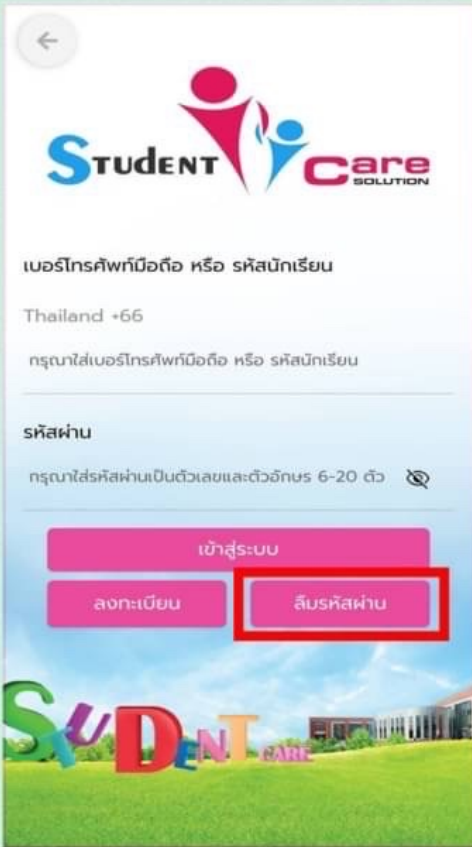 STUDENT Care
SOLUTION
เบอร์โทรศัพท์มือถือ หรือ รหัสนักเรียน
Thailand +66
กรุณาใส่เบอร์โทรศัพท์มือถือ หรือ รหัสนักเรียน
รหัสผ่าน
กรุณาใส่รหัสผ่านเป็นตัวเลขและตัวอักษร 6-20 ตัว
เข้าสู่ระบบ
ลงทะเบียน ลืมรหัสผ่าน
STUDENT CARE